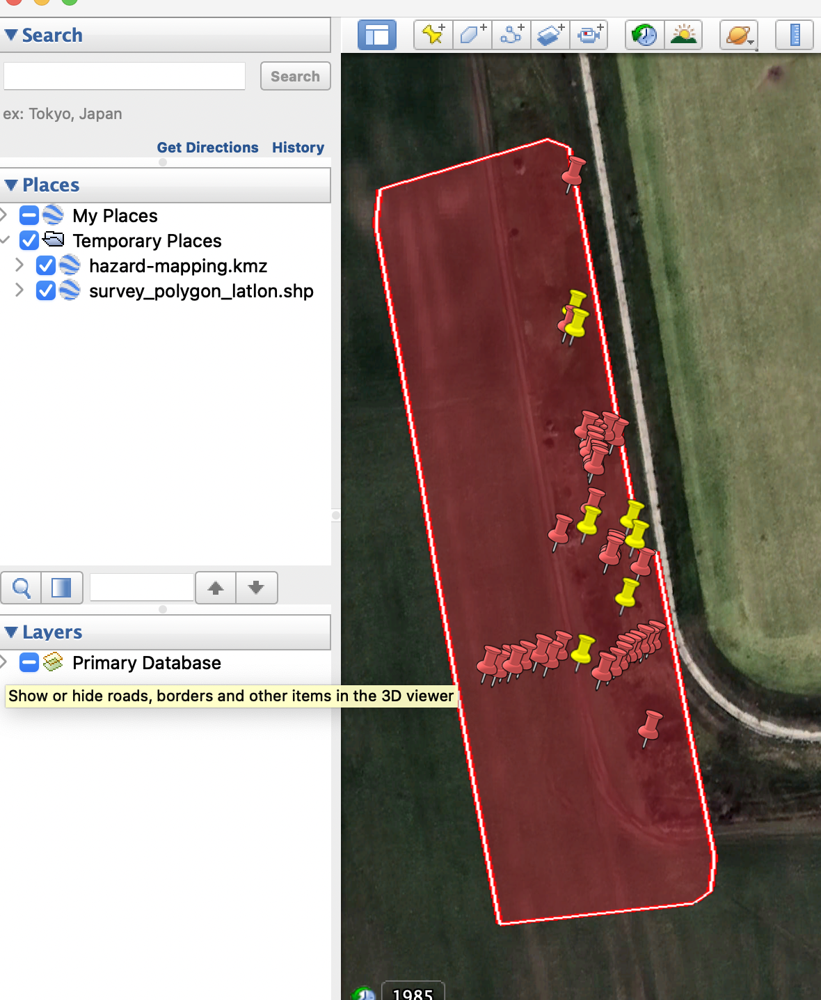 Search
Search
ex: Tokyo, Japan
Get Directions History
Places
My Places
Temporary Places
hazard-mapping.kmz
survey_polygon_latlon.shp
Layers
Primary Database
Show or hide roads, borders and other items in the 3D viewer
1985